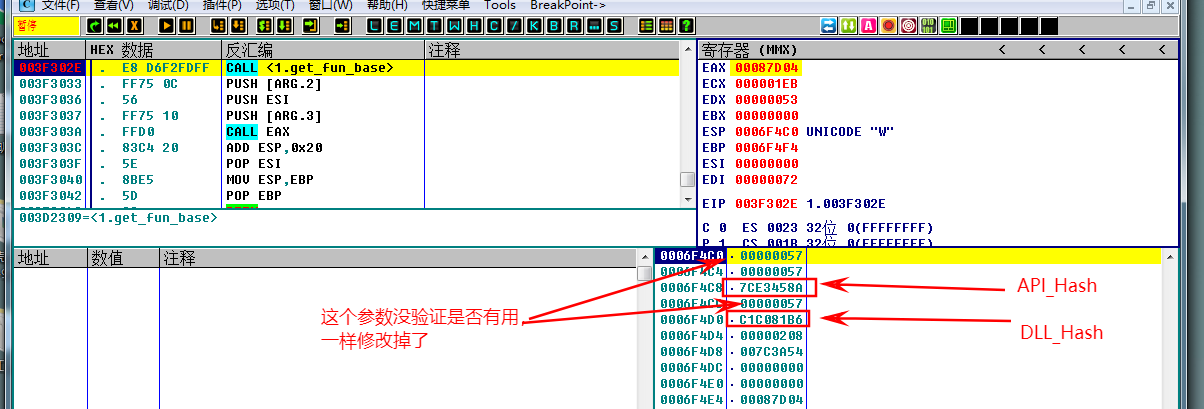 C 文件(F) 查看(V) 调试(D) 插件(P) 选项(T) 窗口(W) 帮助(H) 快捷菜单 Tools BreakPoint->
暂停 L E M T W H C / K B R ... S
地址 HEX 数据 反汇编 注释
003F302E . E8 D6F2FDFF CALL <1.get_fun_base>
003F3033 . FF75 0C PUSH [ARG.2]
003F3036 . 56 PUSH ESI
003F3037 . FF75 10 PUSH [ARG.3]
003F303A . FFD0 CALL EAX
003F303C . 83C4 20 ADD ESP,0x20
003F303F . 5E POP ESI
003F3040 . 8BE5 MOV ESP,EBP
003F3042 . 5D POP EBP
003D2309=<1.get_fun_base>
寄存器 (MMX) < < < < <
EAX 00087D04
ECX 000001EB
EDX 00000053
EBX 00000000
ESP 0006F4C0 UNICODE "W"
EBP 0006F4F4
ESI 00000000
EDI 00000072
EIP 003F302E 1.003F302E
C 0 ES 0023 32位 0(FFFFFFFF)
P 1 CS 001B 32位 0(FFFFFFFF)
地址 数值 注释
0006F4C0 00000057
0006F4C4 00000057
0006F4C8 7CE3458A
0006F4CC 00000057
0006F4D0 C1C081B6
0006F4D4 00000208
0006F4D8 007C3A54
0006F4DC 00000000
0006F4E0 00000000
0006F4E4 00087D04
这个参数没验证是否有用,
一样修改掉了
API_Hash
DLL_Hash